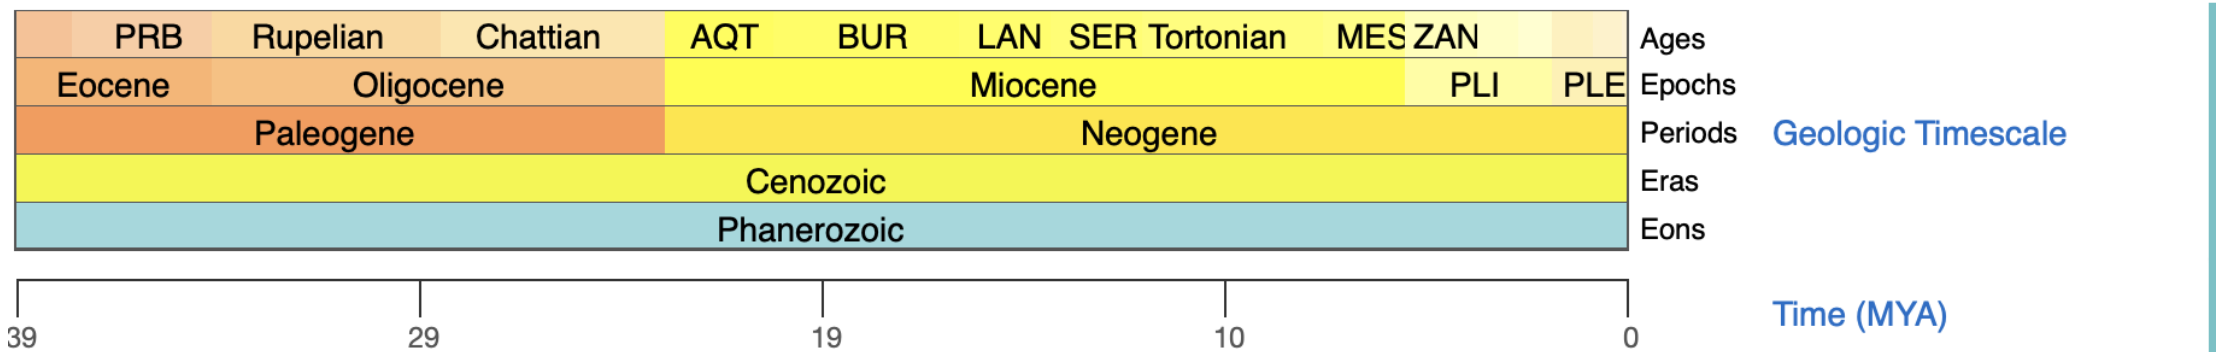 PRB Rupelian Chattian AQT BUR LAN SER Tortonian MES ZAN Ages
Eocene Oligocene Miocene PLI PLE Epochs
Paleogene Neogene Periods Geologic Timescale
Cenozoic Eras
Phanerozoic Eons
Time (MYA)
39 29 19 10 0